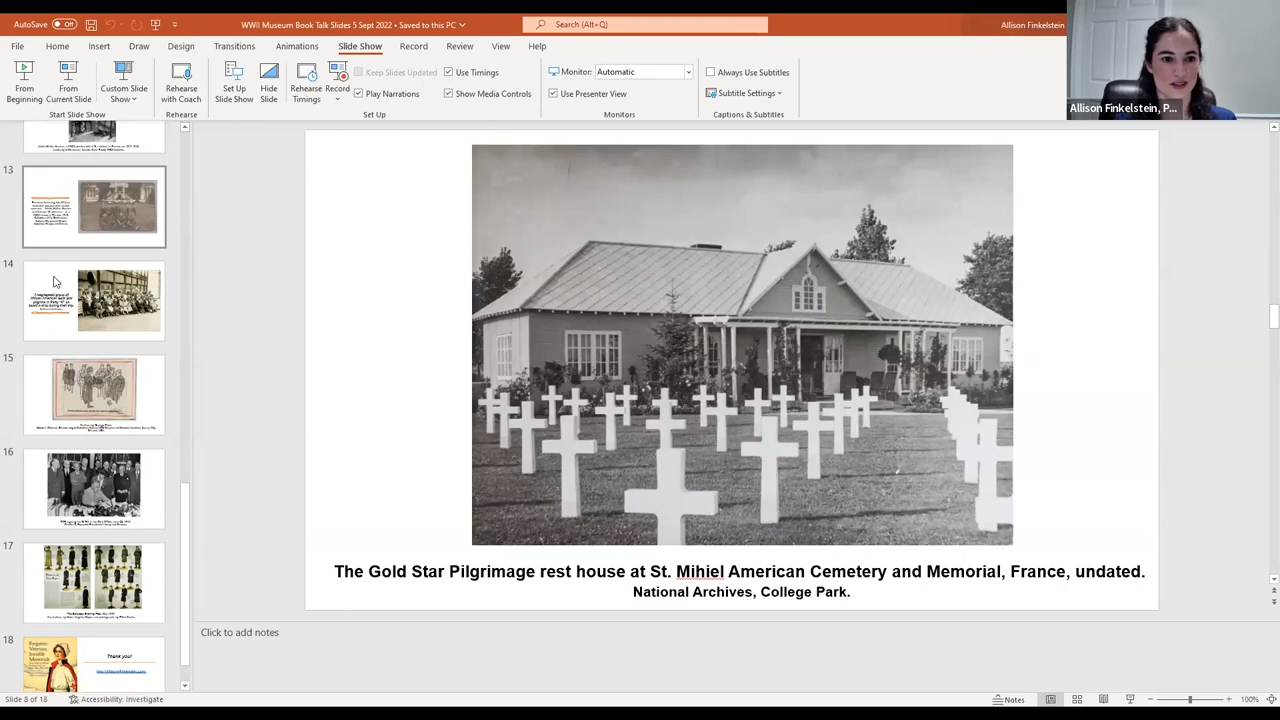 AutoSave Off
WWII Museum Book Talk Slides 5 Sept 2022 • Saved to this PC
Search (Alt+Q)
Allison Finkelstein
File Home Insert Draw Design Transitions Animations Slide Show Record Review View Help
From Beginning
From Current Slide
Custom Slide Show
Rehearse with Coach
Set Up Slide Show
Hide Slide
Rehearse Timings
Record
Keep Slides Updated
Play Narrations
Use Timings
Show Media Controls
Monitor: Automatic
Use Presenter View
Always Use Subtitles
Subtitle Settings
Start Slide Show
Rehearse
Set Up
Monitors
Captions & Subtitles
Allison Finkelstein, P...
13
14
15
16
17
18
Thank you!
The Gold Star Pilgrimage rest house at St. Mihiel American Cemetery and Memorial, France, undated.
National Archives, College Park.
Click to add notes
Slide 8 of 18
Accessibility: Investigate
Notes
100%